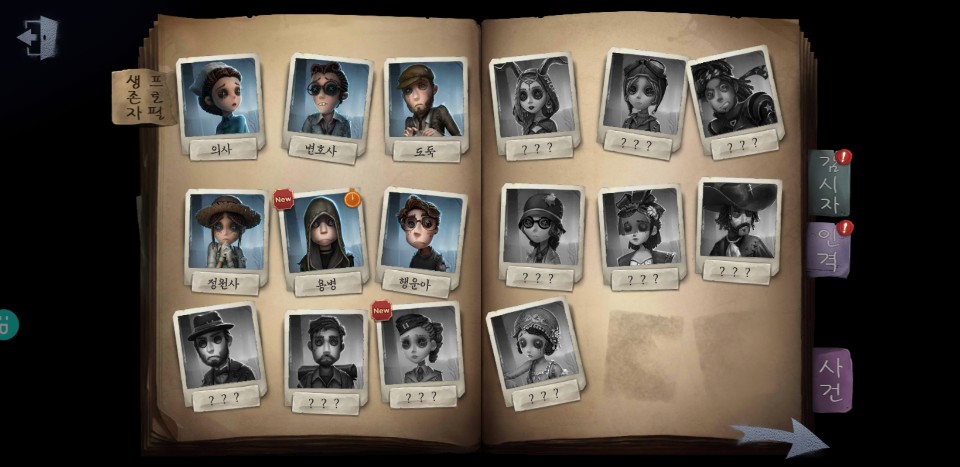 생존자
프로필
의사
변호사
도둑
? ? ?
? ? ?
? ? ?
감시자
New
정원사
용병
행운아
? ? ?
? ? ?
? ? ?
인격
New
? ? ?
? ? ?
? ? ?
? ? ?
사건